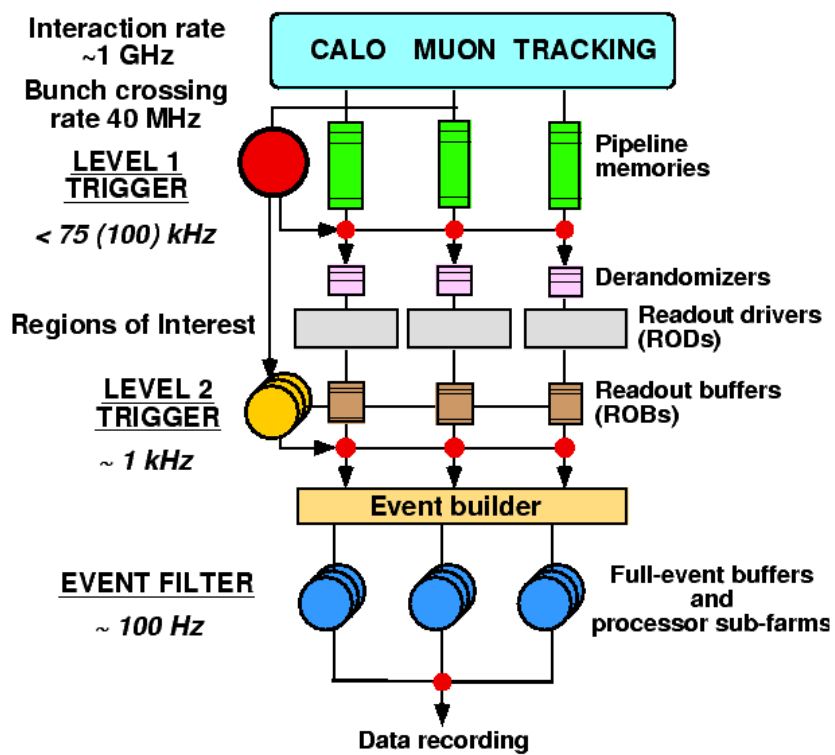 Interaction rate
~1 GHz
CALO MUON TRACKING
Bunch crossing
rate 40 MHz
LEVEL 1
TRIGGER
Pipeline
memories
< 75 (100) kHz
Derandomizers
Regions of Interest
Readout drivers
(RODs)
LEVEL 2
TRIGGER
Readout buffers
(ROBs)
~ 1 kHz
Event builder
EVENT FILTER
~ 100 Hz
Full-event buffers
and
processor sub-farms
Data recording